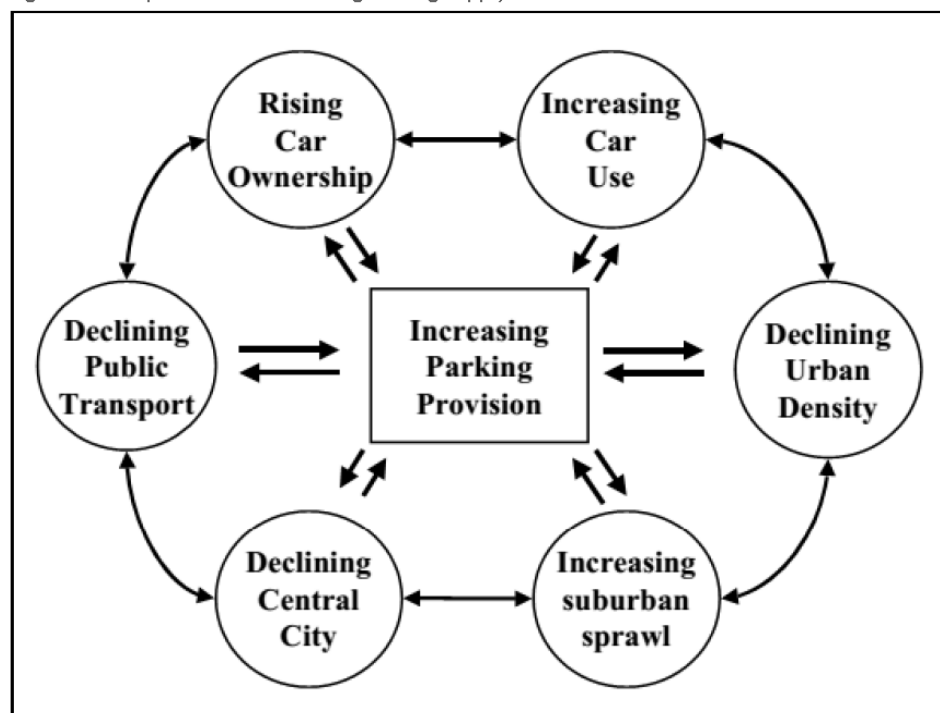 Rising
Car
Ownership
Increasing
Car
Use
Declining
Public
Transport
Increasing
Parking
Provision
Declining
Urban
Density
Declining
Central
City
Increasing
suburban
sprawl